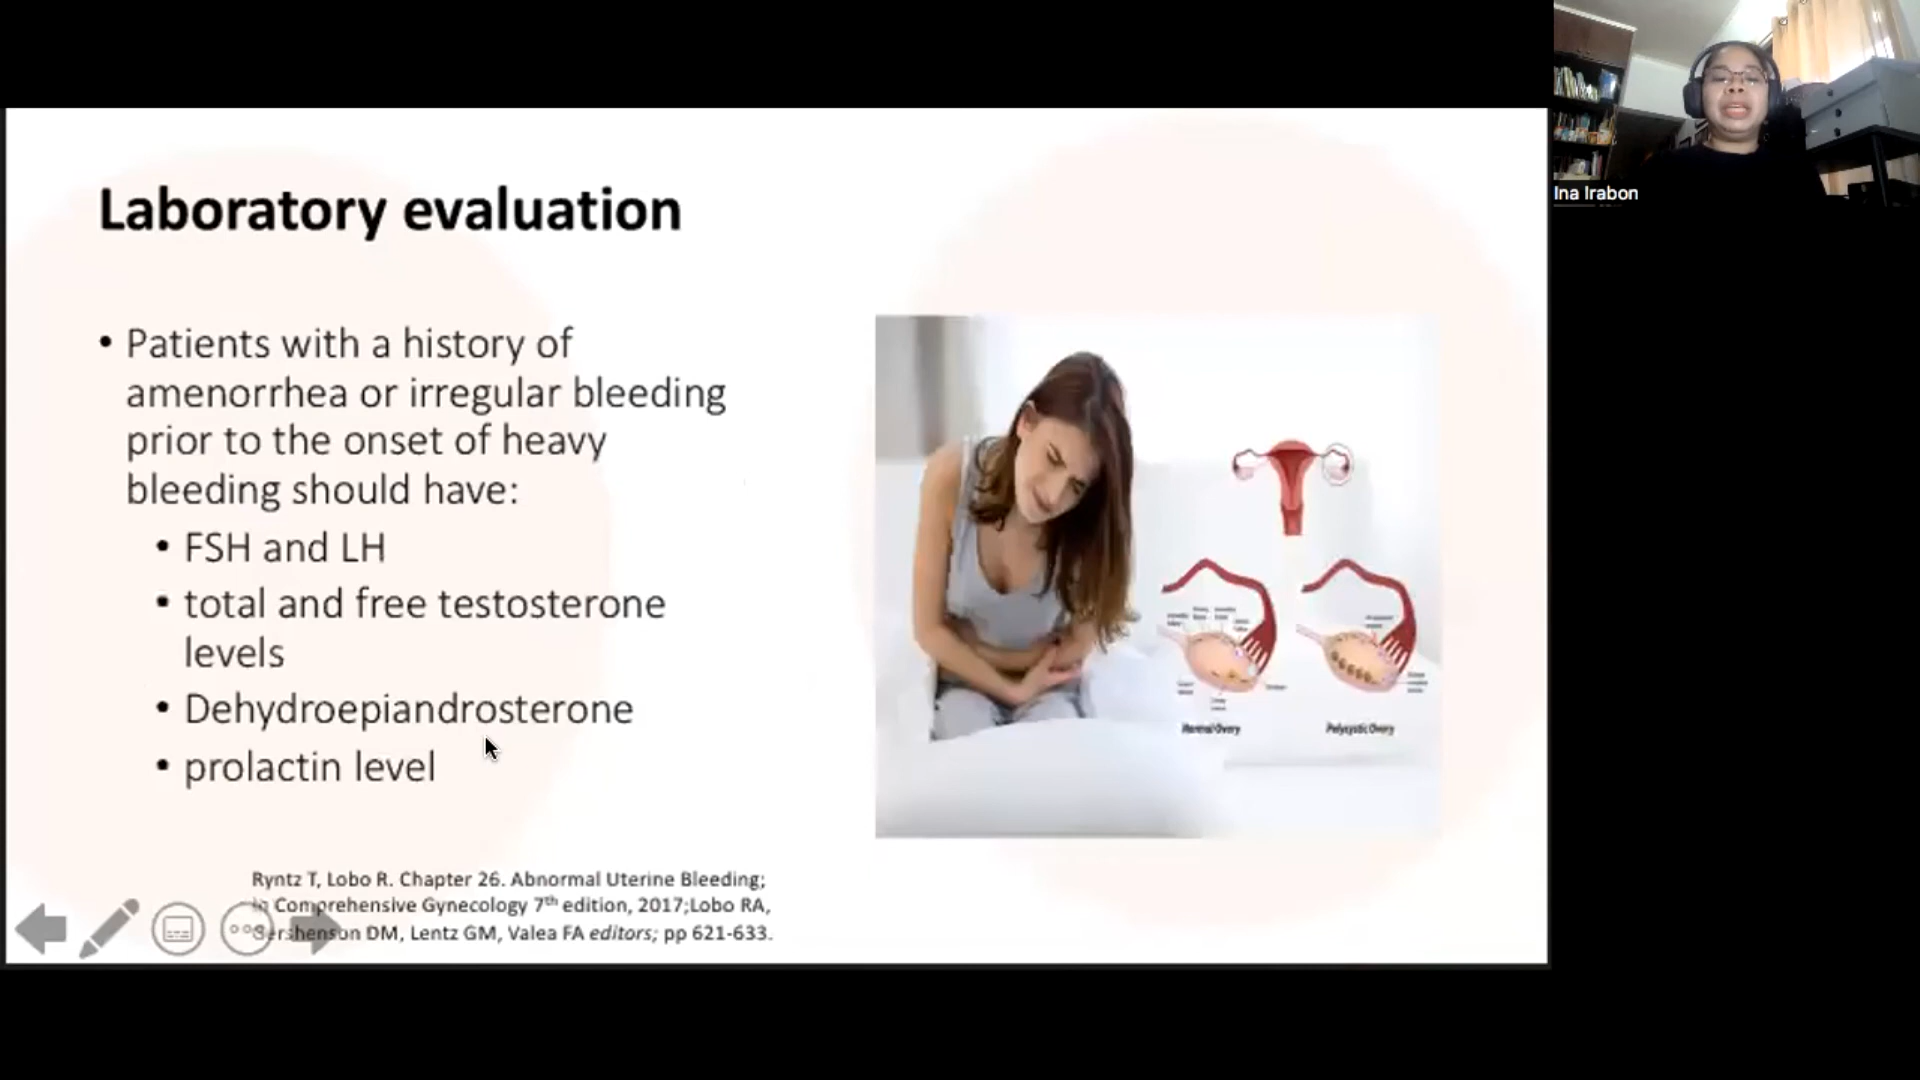 Ina Irabon
Laboratory evaluation
• Patients with a history of
amenorrhea or irregular bleeding
prior to the onset of heavy
bleeding should have:
• FSH and LH
• total and free testosterone
levels
• Dehydroepiandrosterone
• prolactin level
Normal Ovary
Polycystic Ovary
Ryntz T, Lobo R. Chapter 26. Abnormal Uterine Bleeding;
in Comprehensive Gynecology 7th edition, 2017;Lobo RA,
Gershenson DM, Lentz GM, Valea FA editors; pp 621-633.